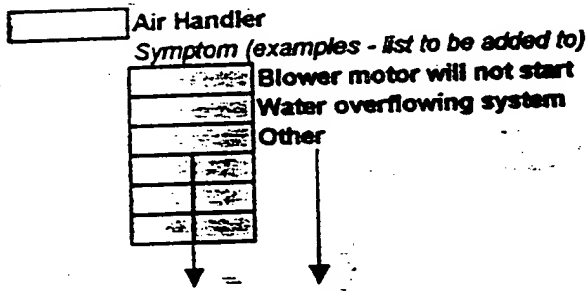 Air Handler
Symptom (examples - list to be added to)
Blower motor will not start
Water overflowing system
Other